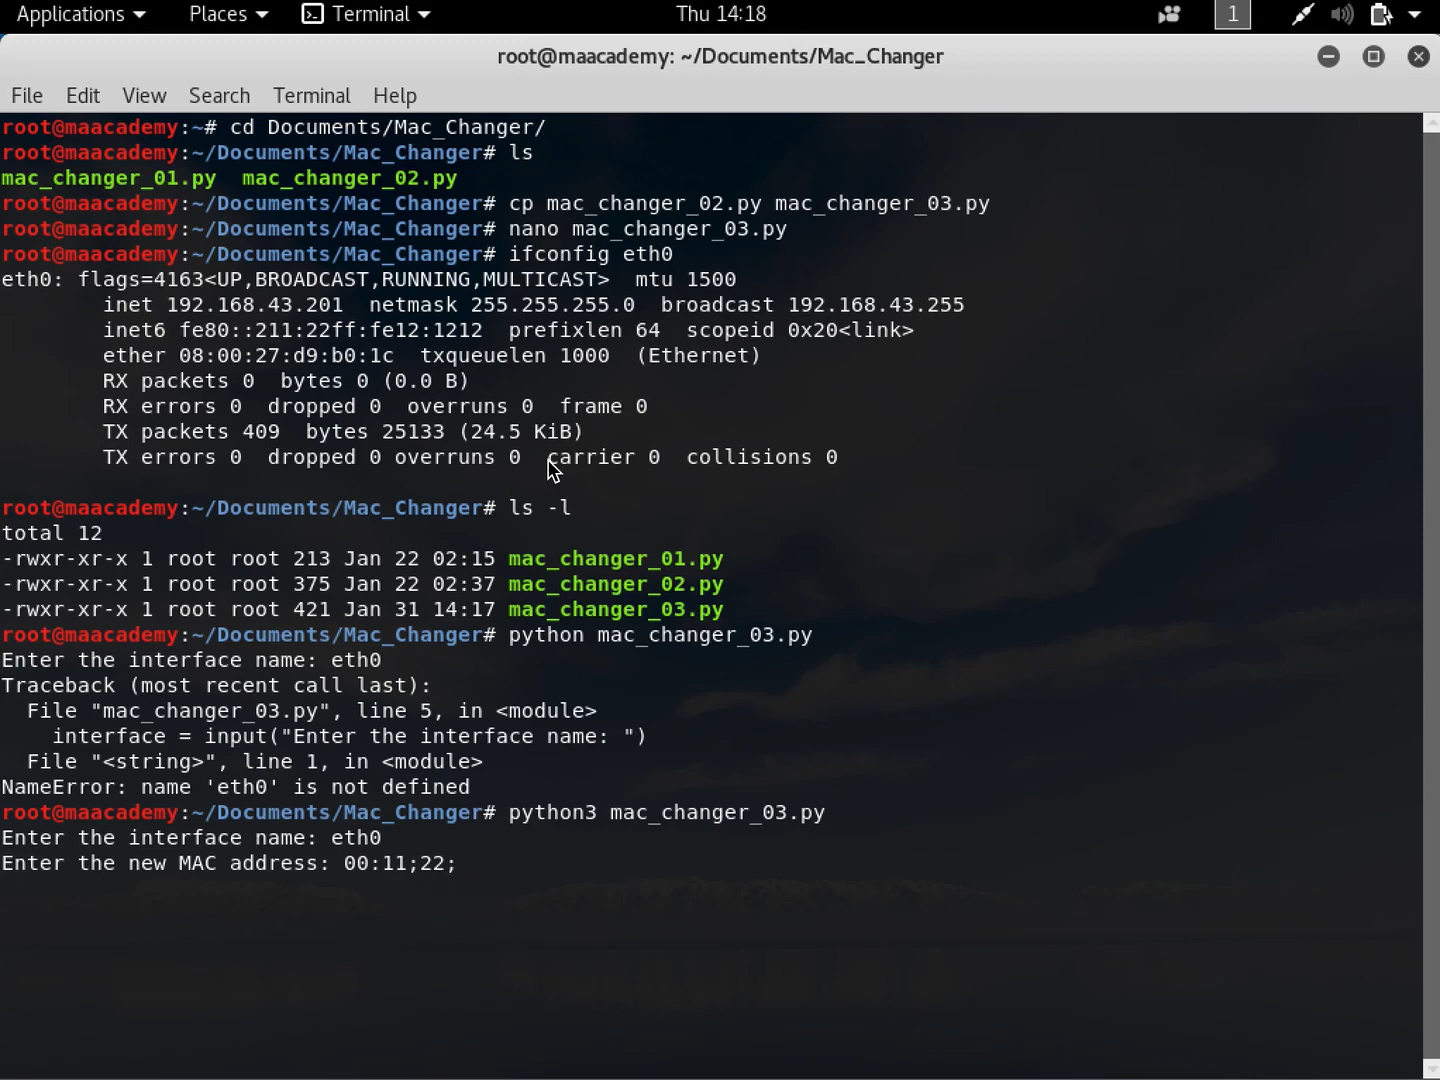 Applications Places Terminal Thu 14:18 1
root@maacademy: ~/Documents/Mac_Changer
File Edit View Search Terminal Help
root@maacademy:~# cd Documents/Mac_Changer/
root@maacademy:~/Documents/Mac_Changer# ls
mac_changer_01.py  mac_changer_02.py
root@maacademy:~/Documents/Mac_Changer# cp mac_changer_02.py mac_changer_03.py
root@maacademy:~/Documents/Mac_Changer# nano mac_changer_03.py
root@maacademy:~/Documents/Mac_Changer# ifconfig eth0
eth0: flags=4163<UP,BROADCAST,RUNNING,MULTICAST>  mtu 1500
        inet 192.168.43.201  netmask 255.255.255.0  broadcast 192.168.43.255
        inet6 fe80::211:22ff:fe12:1212  prefixlen 64  scopeid 0x20<link>
        ether 08:00:27:d9:b0:1c  txqueuelen 1000  (Ethernet)
        RX packets 0  bytes 0 (0.0 B)
        RX errors 0  dropped 0  overruns 0  frame 0
        TX packets 409  bytes 25133 (24.5 KiB)
        TX errors 0  dropped 0 overruns 0  carrier 0  collisions 0
root@maacademy:~/Documents/Mac_Changer# ls -l
total 12
-rwxr-xr-x 1 root root 213 Jan 22 02:15 mac_changer_01.py
-rwxr-xr-x 1 root root 375 Jan 22 02:37 mac_changer_02.py
-rwxr-xr-x 1 root root 421 Jan 31 14:17 mac_changer_03.py
root@maacademy:~/Documents/Mac_Changer# python mac_changer_03.py
Enter the interface name: eth0
Traceback (most recent call last):
  File "mac_changer_03.py", line 5, in <module>
    interface = input("Enter the interface name: ")
  File "<string>", line 1, in <module>
NameError: name 'eth0' is not defined
root@maacademy:~/Documents/Mac_Changer# python3 mac_changer_03.py
Enter the interface name: eth0
Enter the new MAC address: 00:11;22;